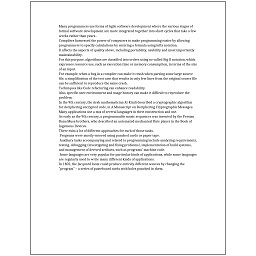 Many programmers use forms of Agile software development where the various stages of
formal software development are more integrated together into short cycles that take a few
weeks rather than years.
Compilers harnessed the power of computers to make programming easier by allowing
programmers to specify calculations by entering a formula using infix notation.
It affects the aspects of quality above, including portability, usability and most importantly
maintainability.
For this purpose, algorithms are classified into orders using so-called Big O notation, which
expresses resource use, such as execution time or memory consumption, in terms of the size
of an input.
For example, when a bug in a compiler can make it crash when parsing some large source
file, a simplification of the test case that results in only few lines from the original source file
can be sufficient to reproduce the same crash.
Techniques like Code refactoring can enhance readability.
Also, specific user environment and usage history can make it difficult to reproduce the
problem.
In the 9th century, the Arab mathematician Al-Kindi described a cryptographic algorithm
for deciphering encrypted code, in A Manuscript on Deciphering Cryptographic Messages.
Many applications use a mix of several languages in their construction and use.
As early as the 9th century, a programmable music sequencer was invented by the Persian
Banu Musa brothers, who described an automated mechanical flute player in the Book of
Ingenious Devices.
There exist a lot of different approaches for each of those tasks.
Programs were mostly entered using punched cards or paper tape.
Auxiliary tasks accompanying and related to programming include analyzing requirements,
testing, debugging (investigating and fixing problems), implementation of build systems,
and management of derived artifacts, such as programs' machine code.
Some languages are very popular for particular kinds of applications, while some languages
are regularly used to write many different kinds of applications.
In 1801, the Jacquard loom could produce entirely different weaves by changing the
"program" – a series of pasteboard cards with holes punched in them.